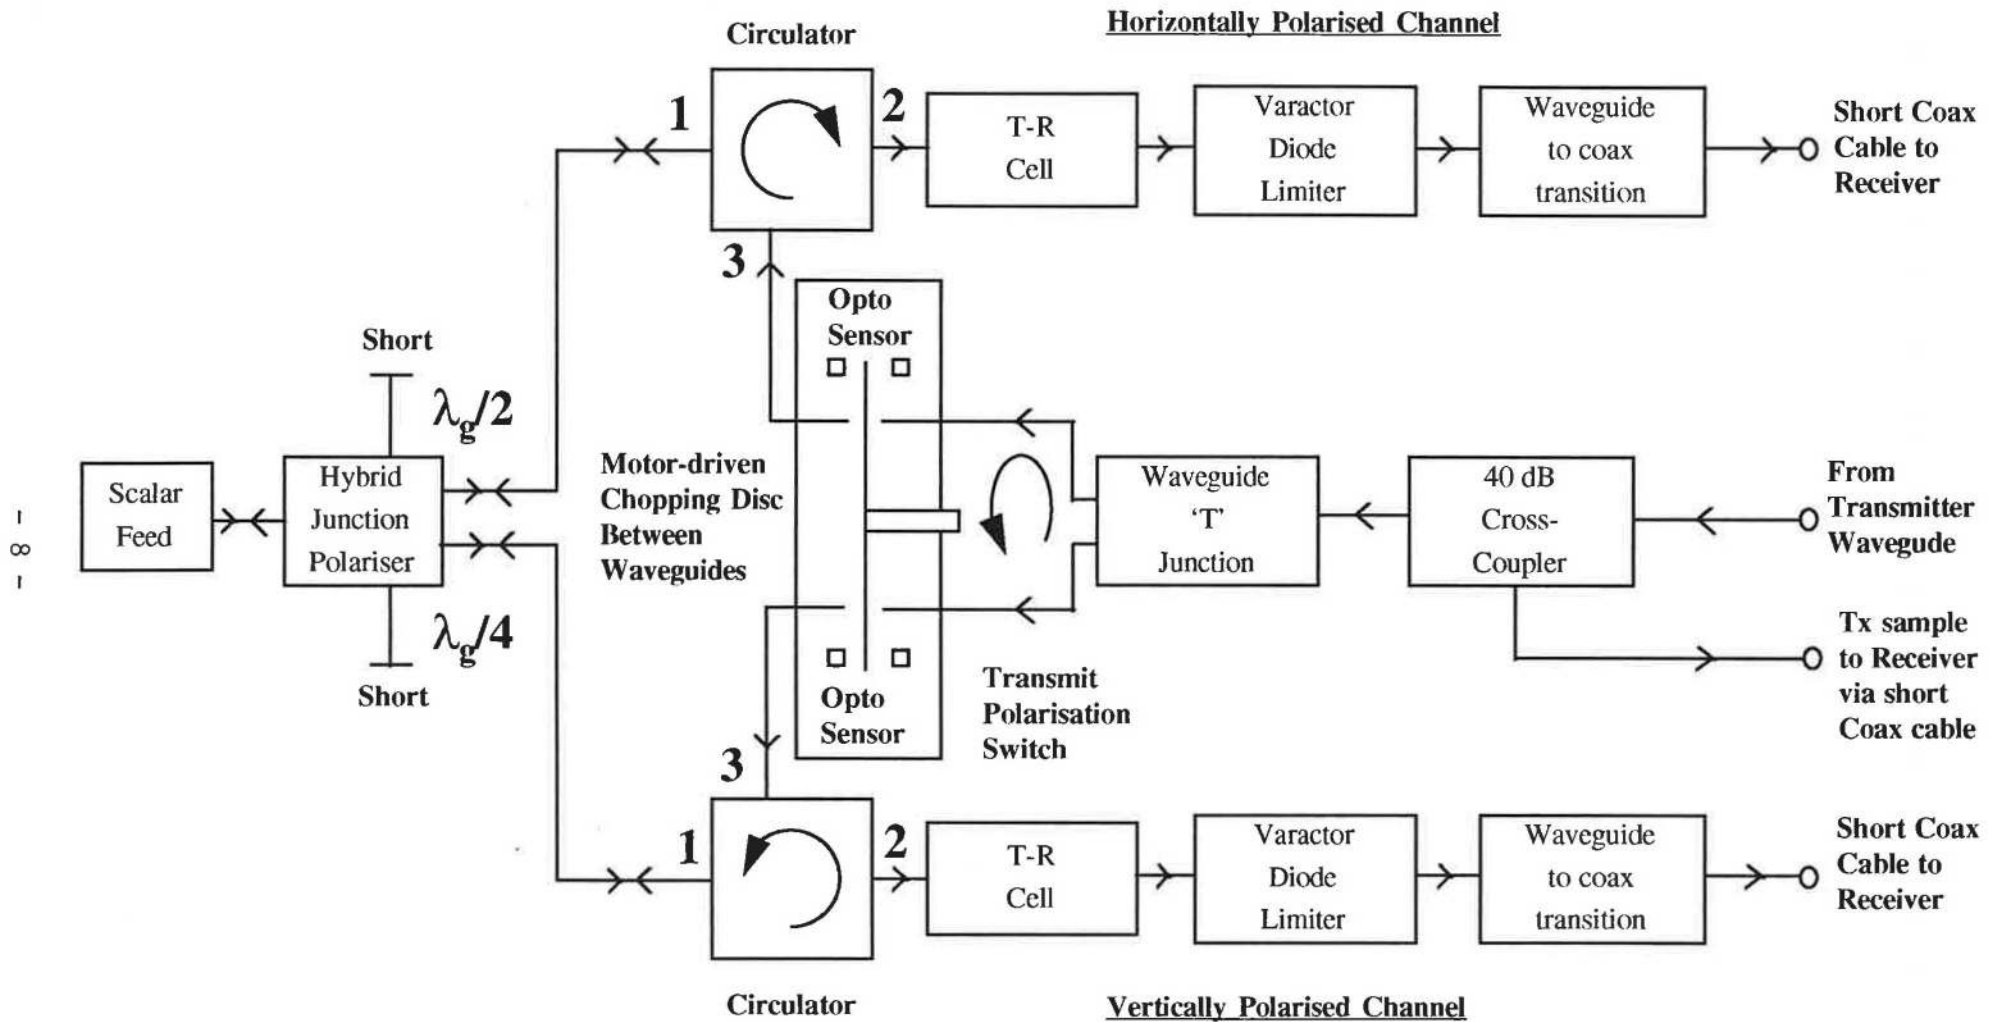 Horizontally Polarised Channel
Circulator
1
2
3
T-R
Cell
Varactor
Diode
Limiter
Waveguide
to coax
transition
Short Coax
Cable to
Receiver
Opto
Sensor
Short
λg/2
Scalar
Feed
Hybrid
Junction
Polariser
λg/4
Short
Motor-driven
Chopping Disc
Between
Waveguides
Waveguide
'T'
Junction
40 dB
Cross-
Coupler
From
Transmitter
Wavegude
Tx sample
to Receiver
via short
Coax cable
Transmit
Polarisation
Switch
Opto
Sensor
3
1
2
T-R
Cell
Varactor
Diode
Limiter
Waveguide
to coax
transition
Short Coax
Cable to
Receiver
Circulator
Vertically Polarised Channel
- 8 -